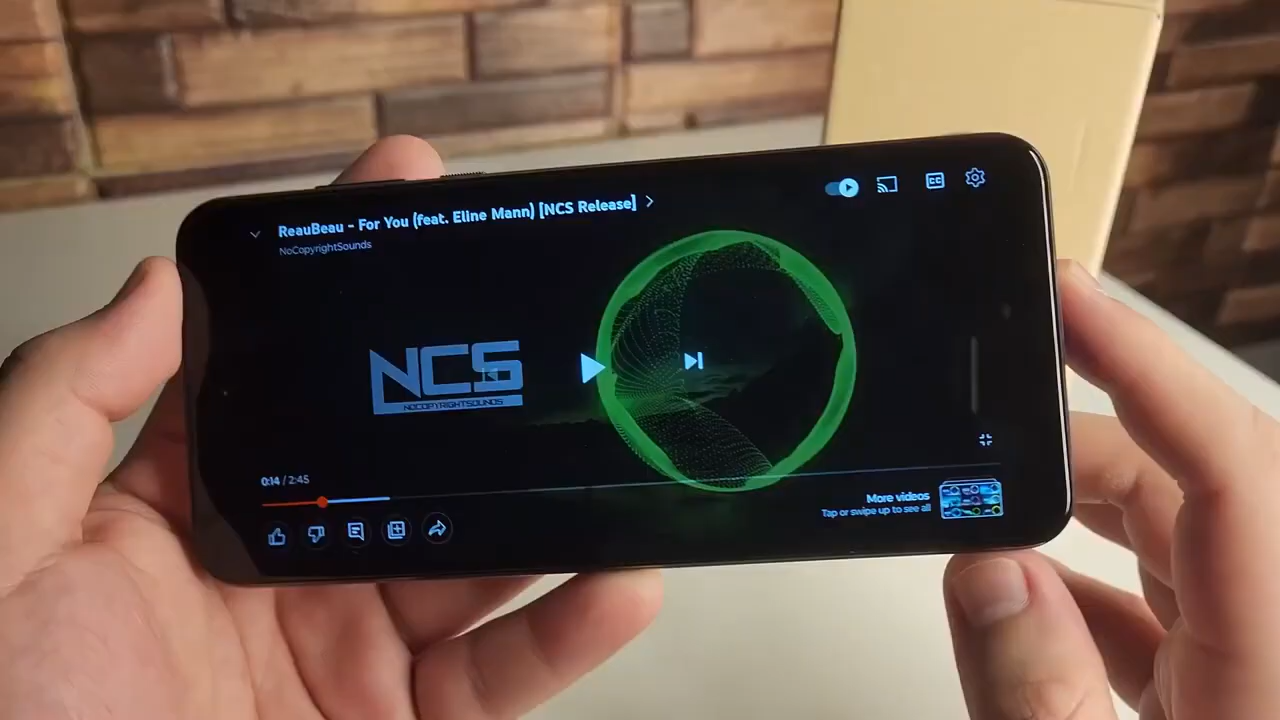 ReauBeau - For You (feat. Eline Mann) [NCS Release]
NoCopyrightSounds
CC
NCS
NOCOPYRIGHTSOUNDS
0:14 / 2:45
More videos
Tap or swipe up to see all